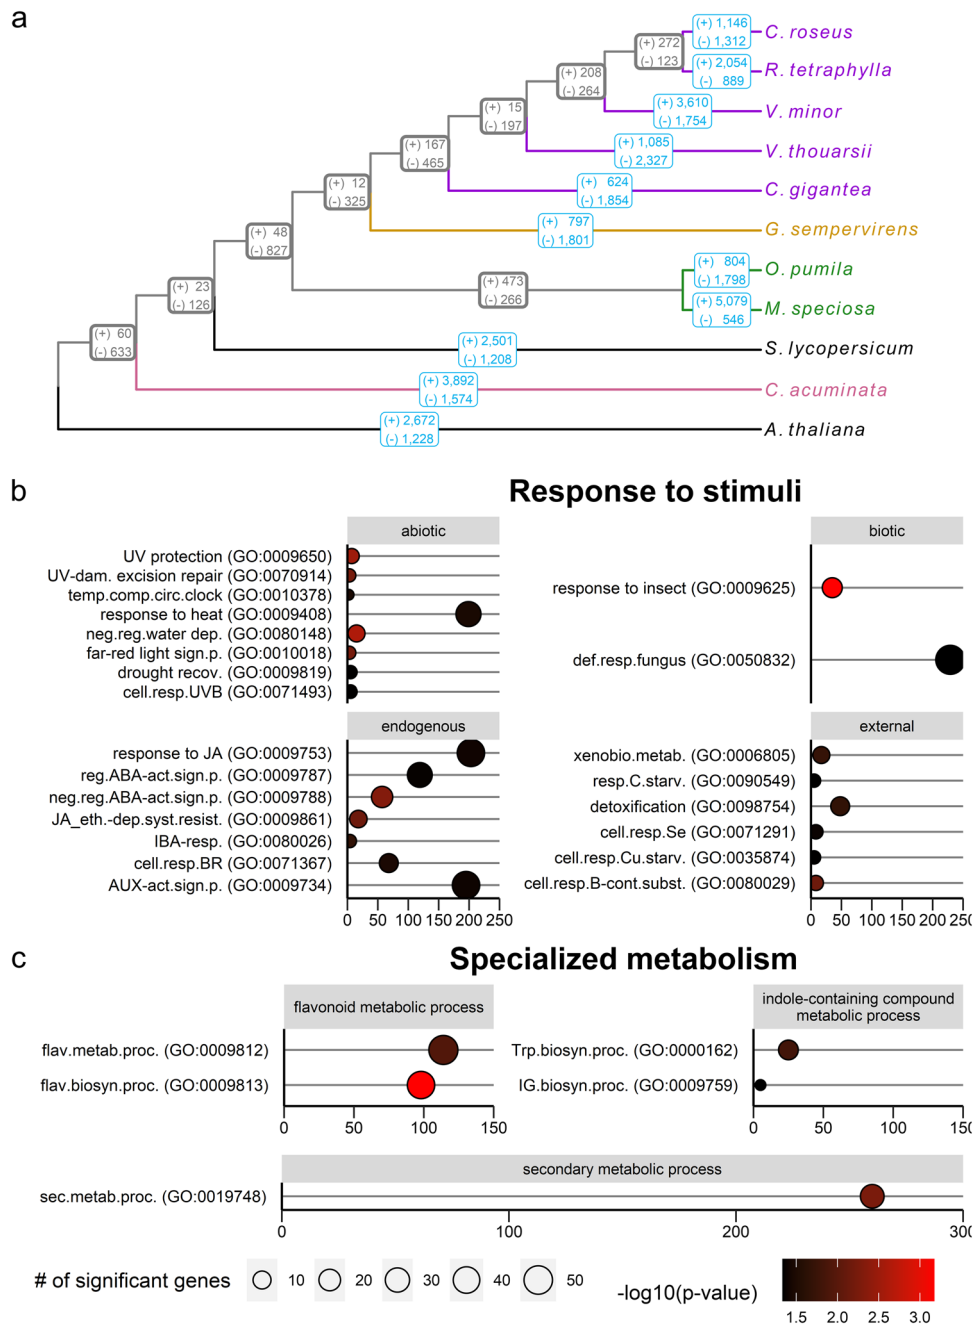 a
(+) 1,146
(-) 1,312
C. roseus
(+) 272
(-) 123
(+) 2,054
(-) 889
R. tetraphylla
(+) 208
(-) 264
(+) 3,610
(-) 1,754
V. minor
(+) 15
(-) 197
(+) 1,085
(-) 2,327
V. thouarsii
(+) 167
(-) 465
(+) 624
(-) 1,854
C. gigantea
(+) 12
(-) 325
(+) 797
(-) 1,801
G. sempervirens
(+) 48
(-) 827
(+) 804
(-) 1,798
O. pumila
(+) 473
(-) 266
(+) 5,079
(-) 546
M. speciosa
(+) 23
(-) 126
(+) 2,501
(-) 1,208
S. lycopersicum
(+) 60
(-) 633
(+) 3,892
(-) 1,574
C. acuminata
(+) 2,672
(-) 1,228
A. thaliana
b
Response to stimuli
abiotic
UV protection (GO:0009650)
UV-dam. excision repair (GO:0070914)
temp.comp.circ.clock (GO:0010378)
response to heat (GO:0009408)
neg.reg.water dep. (GO:0080148)
far-red light sign.p. (GO:0010018)
drought recov. (GO:0009819)
cell.resp.UVB (GO:0071493)
biotic
response to insect (GO:0009625)
def.resp.fungus (GO:0050832)
endogenous
response to JA (GO:0009753)
reg.ABA-act.sign.p. (GO:0009787)
neg.reg.ABA-act.sign.p. (GO:0009788)
JA_eth.-dep.syst.resist. (GO:0009861)
IBA-resp. (GO:0080026)
cell.resp.BR (GO:0071367)
AUX-act.sign.p. (GO:0009734)
0 50 100 150 200 250
external
xenobio.metab. (GO:0006805)
resp.C.starv. (GO:0090549)
detoxification (GO:0098754)
cell.resp.Se (GO:0071291)
cell.resp.Cu.starv. (GO:0035874)
cell.resp.B-cont.subst. (GO:0080029)
0 50 100 150 200 250
c
Specialized metabolism
flavonoid metabolic process
flav.metab.proc. (GO:0009812)
flav.biosyn.proc. (GO:0009813)
0 50 100 150
indole-containing compound
metabolic process
Trp.biosyn.proc. (GO:0000162)
IG.biosyn.proc. (GO:0009759)
0 50 100 150
secondary metabolic process
sec.metab.proc. (GO:0019748)
0 100 200 300
# of significant genes 10 20 30 40 50
-log10(p-value)
1.5 2.0 2.5 3.0